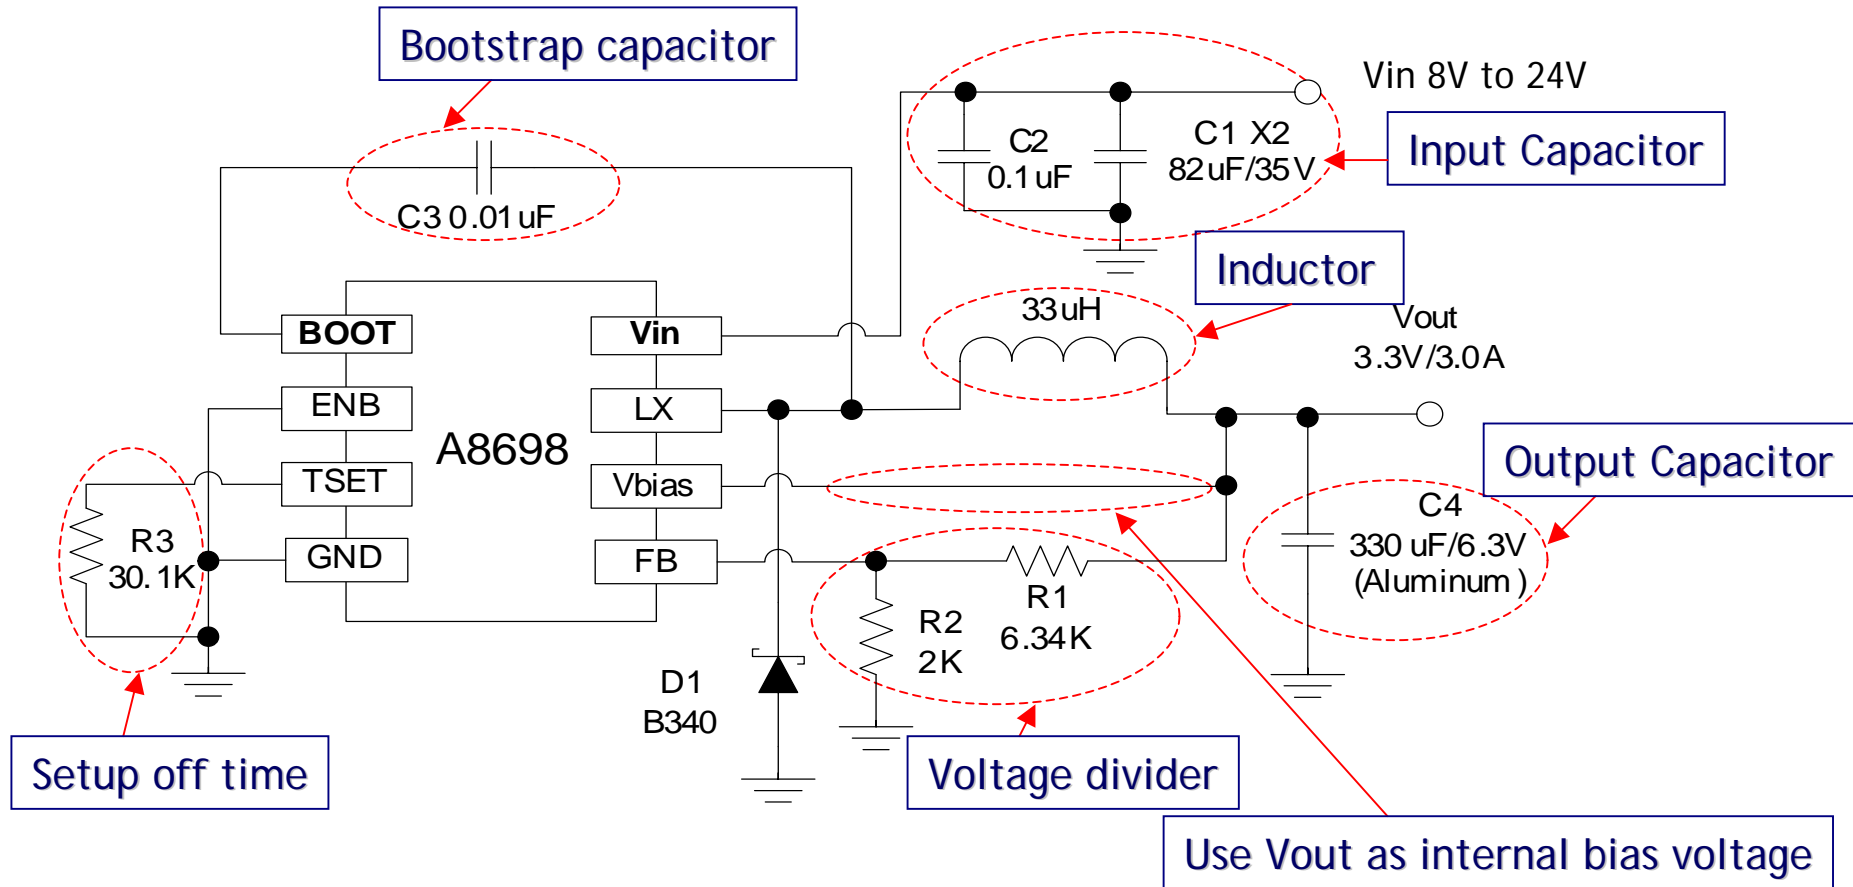 Bootstrap capacitor
Vin 8V to 24V
C2
0.1uF
C1 X2
82uF/35V
Input Capacitor
C3 0.01uF
Inductor
33uH
Vout
3.3V/3.0A
BOOT
Vin
ENB
LX
A8698
TSET
Vbias
Output Capacitor
C4
330 uF/6.3V
(Aluminum)
R3
30.1K
GND
FB
R1
6.34K
R2
2K
D1
B340
Setup off time
Voltage divider
Use Vout as internal bias voltage